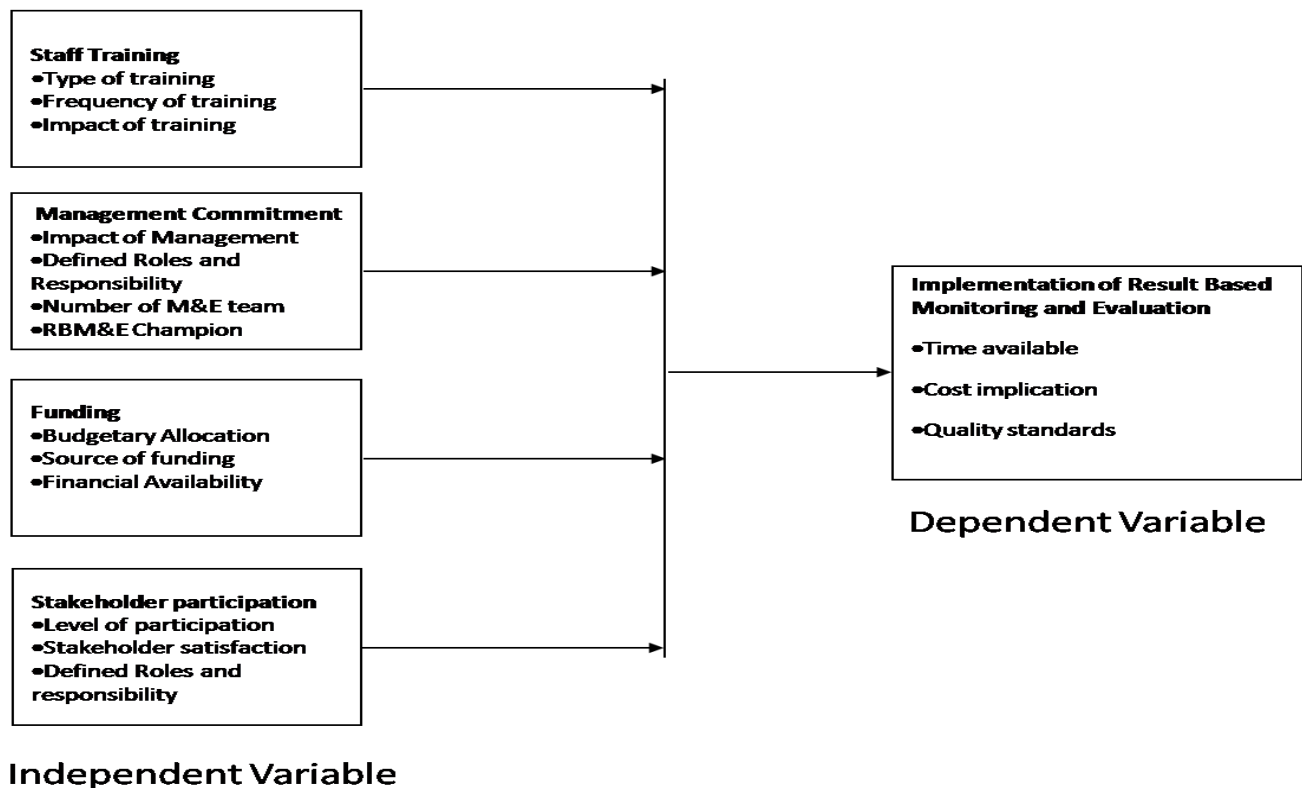 Staff Training
•Type of training
•Frequency of training
•Impact of training
Management Commitment
•Impact of Management
•Defined Roles and
Responsibility
•Number of M&E team
•RBM&E Champion
Funding
•Budgetary Allocation
•Source of funding
•Financial Availability
Stakeholder participation
•Level of participation
•Stakeholder satisfaction
•Defined Roles and
responsibility
Independent Variable
Implementation of Result Based
Monitoring and Evaluation
•Time available
•Cost implication
•Quality standards
Dependent Variable